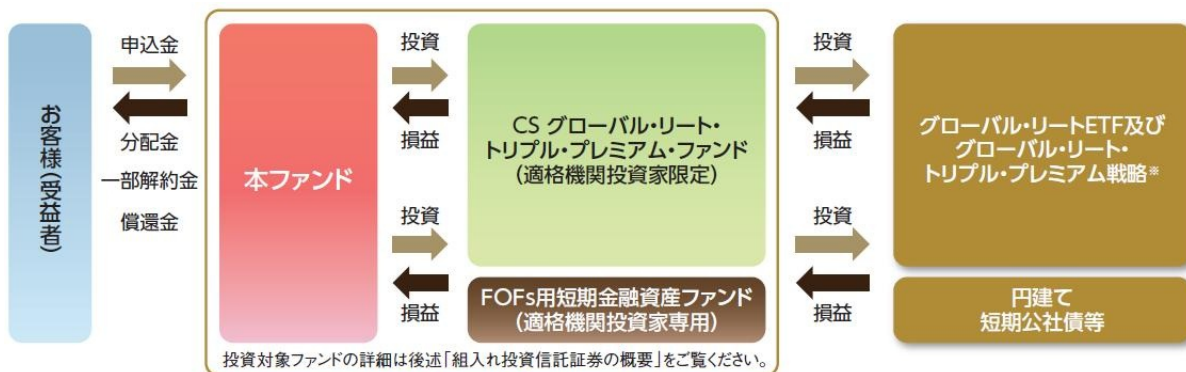 お客様(受益者)
申込金
分配金
一部解約金
償還金
本ファンド
投資
損益
投資
損益
CS グローバル・リート・
トリプル・プレミアム・ファンド
(適格機関投資家限定)
FOFs用短期金融資産ファンド
(適格機関投資家専用)
投資
損益
投資
損益
グローバル・リートETF及び
グローバル・リート・
トリプル・プレミアム戦略※
円建て
短期公社債等
投資対象ファンドの詳細は後述「組入れ投資信託証券の概要」をご覧ください。